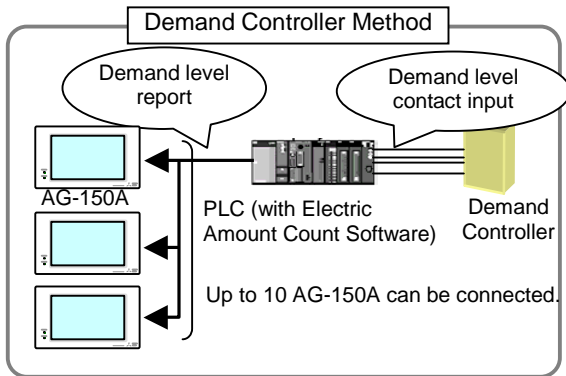 Demand Controller Method
Demand level
report
Demand level
contact input
AG-150A
PLC (with Electric
Amount Count Software)
Demand
Controller
Up to 10 AG-150A can be connected.